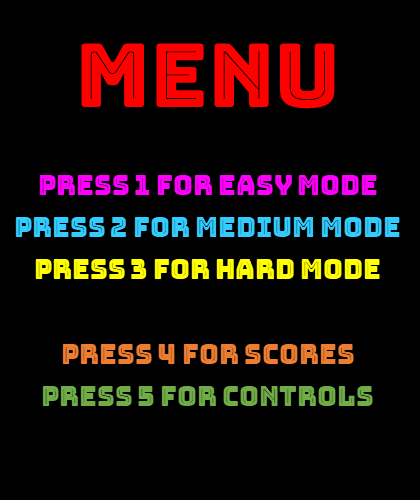 MENU
PRESS 1 FOR EASY MODE
PRESS 2 FOR MEDIUM MODE
PRESS 3 FOR HARD MODE
PRESS 4 FOR SCORES
PRESS 5 FOR CONTROLS